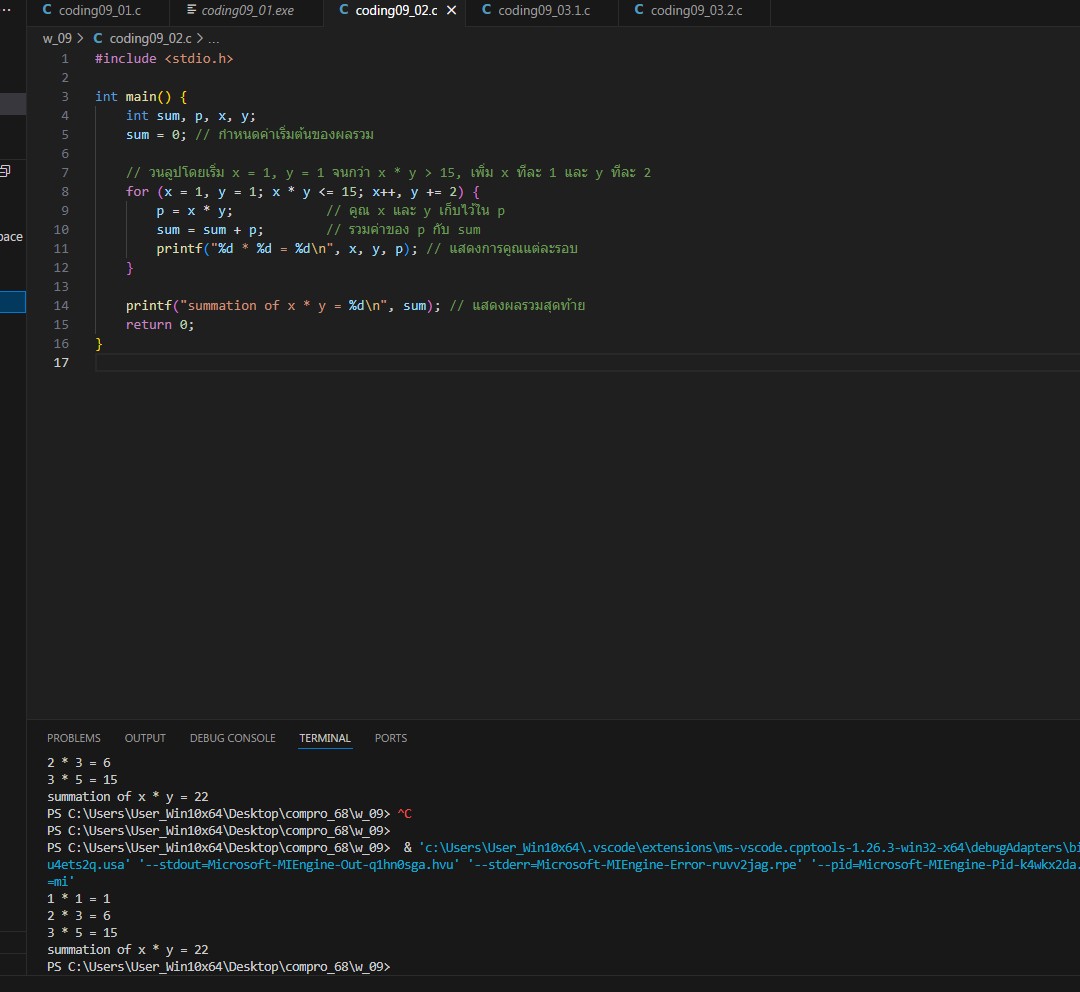 coding09_01.c coding09_01.exe coding09_02.c coding09_03.1.c coding09_03.2.c
w_09 > C coding09_02.c > ...
1 #include <stdio.h>
2
3 int main() {
4 int sum, p, x, y;
5 sum = 0; // กำหนดค่าเริ่มต้นของผลรวม
6
7 // วนลูปโดยเริ่ม x = 1, y = 1 จนกว่า x * y > 15, เพิ่ม x ทีละ 1 และ y ทีละ 2
8 for (x = 1, y = 1; x * y <= 15; x++, y += 2) {
9 p = x * y; // คูณ x และ y เก็บไว้ใน p
10 sum = sum + p; // รวมค่าของ p กับ sum
11 printf("%d * %d = %d\n", x, y, p); // แสดงการคูณแต่ละรอบ
12 }
13
14 printf("summation of x * y = %d\n", sum); // แสดงผลรวมสุดท้าย
15 return 0;
16 }
17
pace
PROBLEMS OUTPUT DEBUG CONSOLE TERMINAL PORTS
2 * 3 = 6
3 * 5 = 15
summation of x * y = 22
PS C:\Users\User_Win10x64\Desktop\compro_68\w_09> ^C
PS C:\Users\User_Win10x64\Desktop\compro_68\w_09>
PS C:\Users\User_Win10x64\Desktop\compro_68\w_09> & 'c:\Users\User_Win10x64\.vscode\extensions\ms-vscode.cpptools-1.26.3-win32-x64\debugAdapters\bi
u4ets2q.usa' '--stdout=Microsoft-MIEngine-Out-q1hn0sga.hvu' '--stderr=Microsoft-MIEngine-Error-ruvv2jag.rpe' '--pid=Microsoft-MIEngine-Pid-k4wkx2da.
=mi'
1 * 1 = 1
2 * 3 = 6
3 * 5 = 15
summation of x * y = 22
PS C:\Users\User_Win10x64\Desktop\compro_68\w_09>